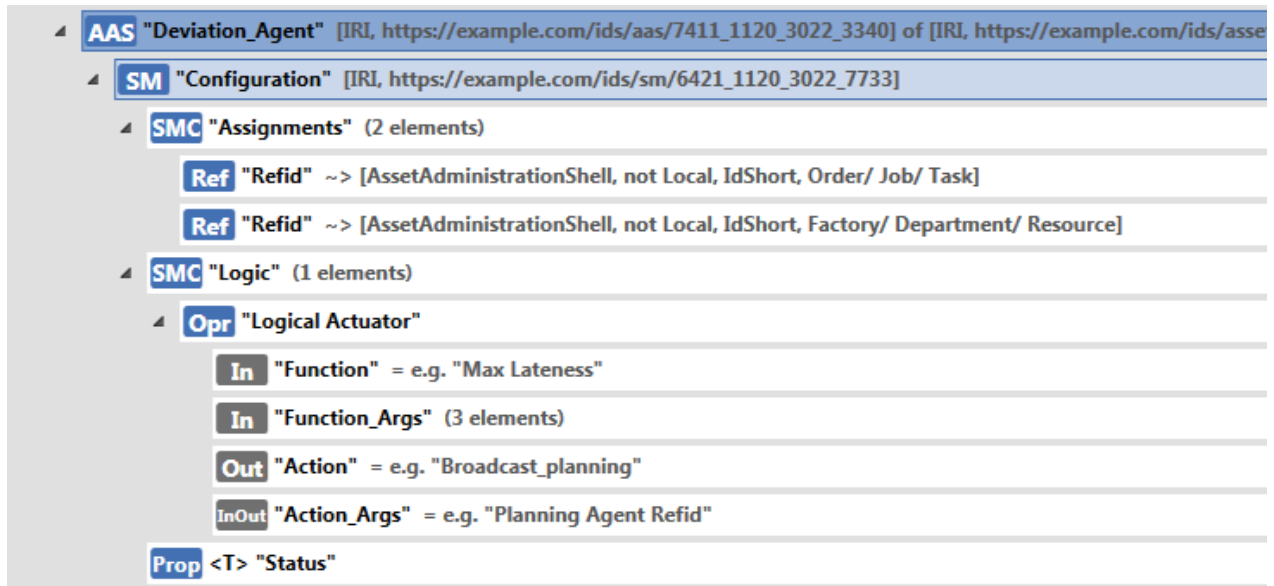 AAS "Deviation_Agent" [IRI, https://example.com/ids/aas/7411_1120_3022_3340] of [IRI, https://example.com/ids/asse
SM "Configuration" [IRI, https://example.com/ids/sm/6421_1120_3022_7733]
SMC "Assignments" (2 elements)
Ref "Refid" ~> [AssetAdministrationShell, not Local, IdShort, Order/ Job/ Task]
Ref "Refid" ~> [AssetAdministrationShell, not Local, IdShort, Factory/ Department/ Resource]
SMC "Logic" (1 elements)
Opr "Logical Actuator"
In "Function" = e.g. "Max Lateness"
In "Function_Args" (3 elements)
Out "Action" = e.g. "Broadcast_planning"
InOut "Action_Args" = e.g. "Planning Agent Refid"
Prop <T> "Status"